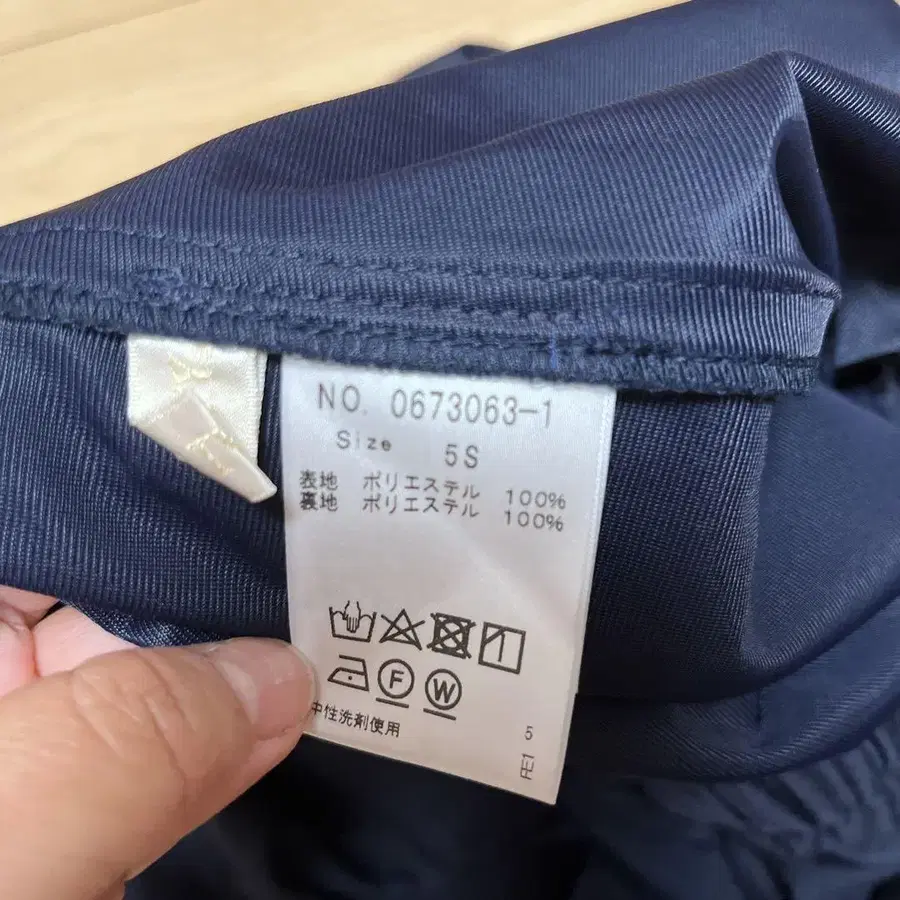 NO. 0673063-1
Size 5S
表地 ポリエステル 100%
裏地 ポリエステル 100%
F W
中性洗剤使用
5
FE1